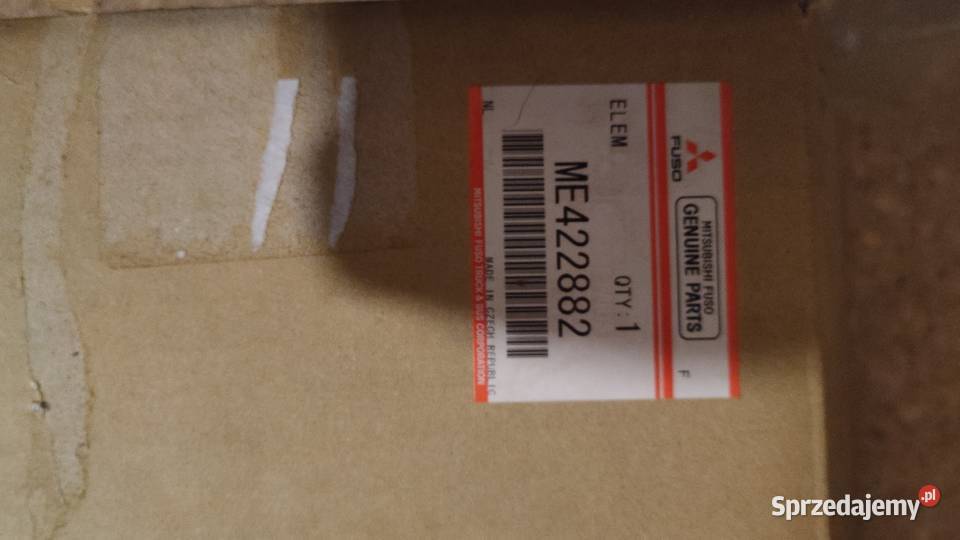 FUSO
MITSUBISHI FUSO
GENUINE PARTS
F
ELEM
QTY:1
ME422882
NL
MADE IN CZECH REPUBLIC
MITSUBISHI FUSO TRUCK & BUS CORPORATION
Sprzedajemy.pl